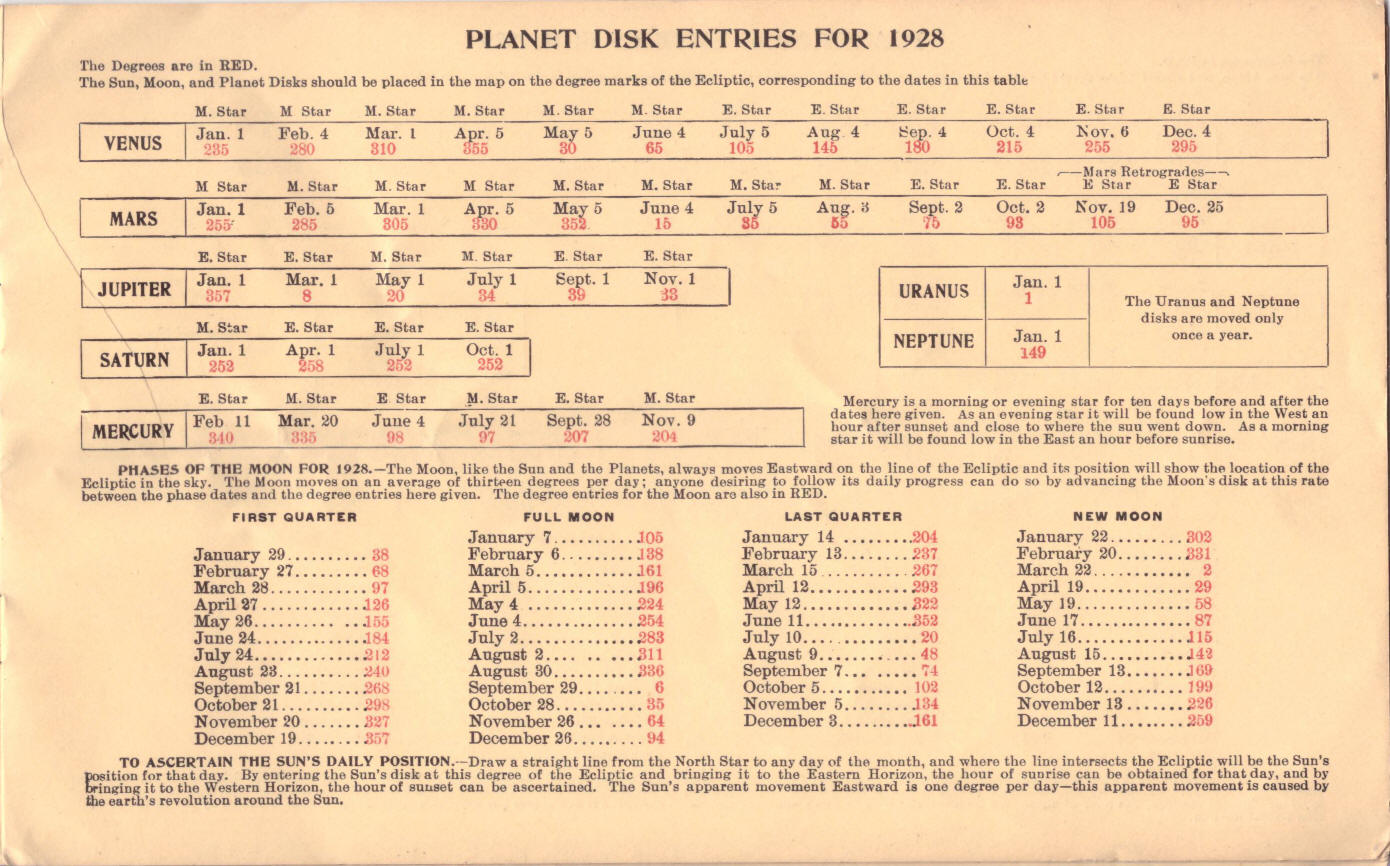 PLANET DISK ENTRIES FOR 1928
The Degrees are in RED.
The Sun, Moon, and Planet Disks should be placed in the map on the degree marks of the Ecliptic, corresponding to the dates in this table
M. Star M Star M. Star M. Star M. Star M. Star E. Star E. Star E. Star E. Star E. Star E. Star
VENUS Jan. 1 Feb. 4 Mar. 1 Apr. 5 May 5 June 4 July 5 Aug. 4 Sep. 4 Oct. 4 Nov. 6 Dec. 4
235 280 310 355 30 65 105 145 180 215 255 295
Mars Retrogrades
M Star M. Star M. Star M Star M. Star M. Star M. Star M. Star E. Star E. Star E Star E Star
MARS Jan. 1 Feb. 5 Mar. 1 Apr. 5 May 5 June 4 July 5 Aug. 3 Sept. 2 Oct. 2 Nov. 19 Dec. 25
255 285 305 330 352 15 35 55 75 93 105 95
E. Star E. Star M. Star M. Star E. Star E. Star
JUPITER Jan. 1 Mar. 1 May 1 July 1 Sept. 1 Nov. 1
357 8 20 34 39 33
URANUS Jan. 1
1
NEPTUNE Jan. 1
149
The Uranus and Neptune
disks are moved only
once a year.
M. Star E. Star E. Star E. Star
SATURN Jan. 1 Apr. 1 July 1 Oct. 1
252 258 252 252
E. Star M. Star E Star M. Star E. Star M. Star
MERCURY Feb 11 Mar. 20 June 4 July 21 Sept. 28 Nov. 9
340 335 98 97 207 204
Mercury is a morning or evening star for ten days before and after the
dates here given. As an evening star it will be found low in the West an
hour after sunset and close to where the sun went down. As a morning
star it will be found low in the East an hour before sunrise.
PHASES OF THE MOON FOR 1928.—The Moon, like the Sun and the Planets, always moves Eastward on the line of the Ecliptic and its position will show the location of the
Ecliptic in the sky. The Moon moves on an average of thirteen degrees per day; anyone desiring to follow its daily progress can do so by advancing the Moon's disk at this rate
between the phase dates and the degree entries here given. The degree entries for the Moon are also in RED.
FIRST QUARTER
January 29.......... 38
February 27......... 68
March 28............ 97
April 27............126
May 26..............155
June 24.............184
July 24.............212
August 23...........240
September 21........268
October 21..........298
November 20.........327
December 19.........357
FULL MOON
January 7...........105
February 6..........138
March 5.............161
April 5.............196
May 4...............224
June 4..............254
July 2..............283
August 2............311
August 30...........336
September 29........ 6
October 28.......... 35
November 26......... 64
December 26......... 94
LAST QUARTER
January 14..........204
February 13.........237
March 15............267
April 12............293
May 12..............322
June 11.............352
July 10............. 20
August 9............ 48
September 7......... 74
October 5........... 102
November 5..........134
December 3..........161
NEW MOON
January 22..........302
February 20.........331
March 22............ 2
April 19............ 29
May 19.............. 58
June 17............. 87
July 16.............115
August 15...........142
September 13........169
October 12..........199
November 13.........226
December 11.........259
TO ASCERTAIN THE SUN'S DAILY POSITION.—Draw a straight line from the North Star to any day of the month, and where the line intersects the Ecliptic will be the Sun's
position for that day. By entering the Sun's disk at this degree of the Ecliptic and bringing it to the Eastern Horizon, the hour of sunrise can be obtained for that day, and by
bringing it to the Western Horizon, the hour of sunset can be ascertained. The Sun's apparent movement Eastward is one degree per day—this apparent movement is caused by
the earth's revolution around the Sun.